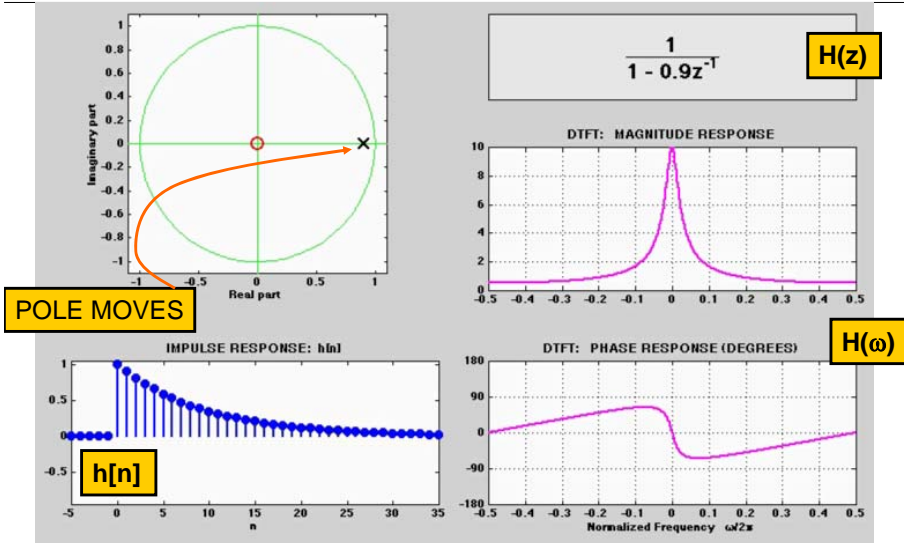 1
0.8
0.6
0.4
0.2
0
-0.2
-0.4
-0.6
-0.8
-1
Imaginary part
-1 -0.5 0 0.5 1
Real part
POLE MOVES
1
1 - 0.9z^-1
H(z)
DTFT: MAGNITUDE RESPONSE
10
8
6
4
2
0
-0.5 -0.4 -0.3 -0.2 -0.1 0 0.1 0.2 0.3 0.4 0.5
IMPULSE RESPONSE: h[n]
1
0.5
0
-0.5
h[n]
-5 0 5 10 15 20 25 30 35
n
DTFT: PHASE RESPONSE (DEGREES)
H(ω)
180
90
0
-90
-180
-0.5 -0.4 -0.3 -0.2 -0.1 0 0.1 0.2 0.3 0.4 0.5
Normalized Frequency ω/2π